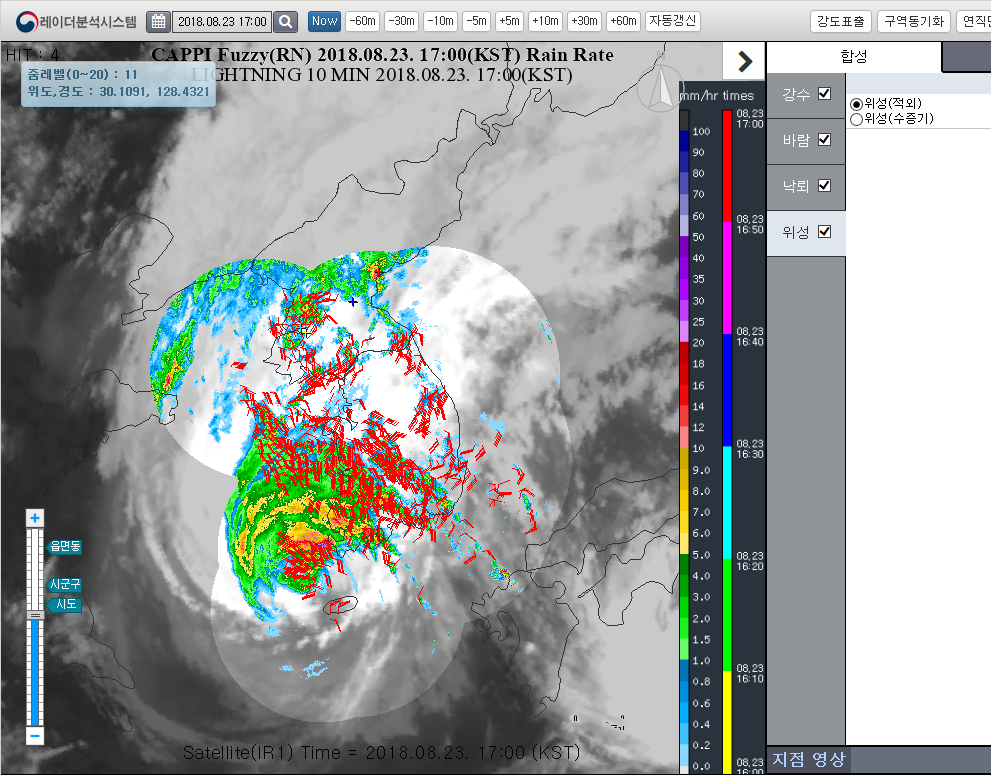 레이더분석시스템
2018.08.23 17:00
Now
-60m
-30m
-10m
-5m
+5m
+10m
+30m
+60m
자동갱신
강도표출
구역동기화
HIT : 4
CAPPI Fuzzy(RN) 2018.08.23. 17:00(KST) Rain Rate
LIGHTNING 10 MIN 2018.08.23. 17:00(KST)
줌레벨(0~20) : 11
위도,경도 : 30.1091, 128.4321
합성
강수
바람
낙뢰
위성
위성(적외)
위성(수증기)
mm/hr times
100
90
80
70
60
50
40
35
30
25
20
18
16
14
12
10
9.0
8.0
7.0
6.0
5.0
4.0
3.0
2.0
1.5
1.0
0.8
0.6
0.4
0.2
0.0
08,23
17:00
08,23
16:50
08,23
16:40
08,23
16:30
08,23
16:20
08,23
16:10
08,23
16:00
+
읍면동
시군구
시도
-
Satellite(IR1) Time = 2018.08.23. 17:00 (KST)
지점 영상